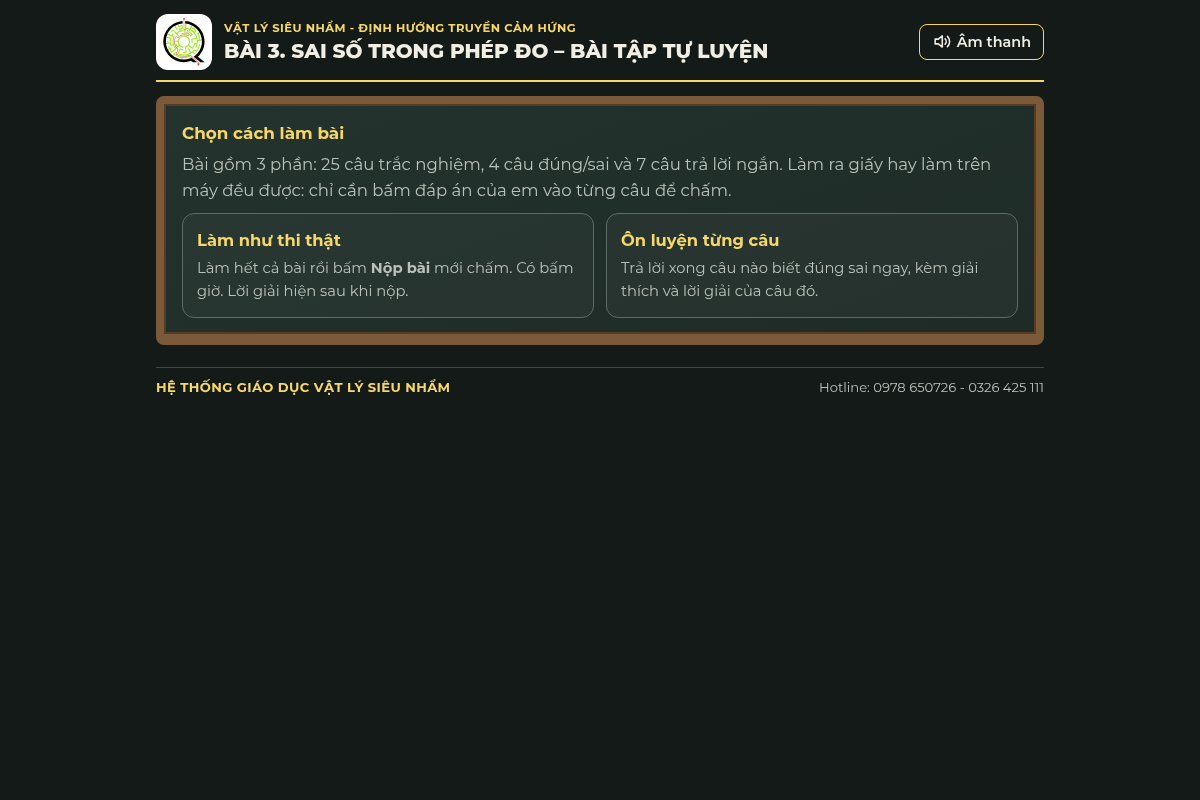 VẬT LÝ SIÊU NHẨM - ĐỊNH HƯỚNG TRUYỀN CẢM HỨNG
BÀI 3. SAI SỐ TRONG PHÉP ĐO – BÀI TẬP TỰ LUYỆN
Âm thanh
Chọn cách làm bài
Bài gồm 3 phần: 25 câu trắc nghiệm, 4 câu đúng/sai và 7 câu trả lời ngắn. Làm ra giấy hay làm trên
máy đều được: chỉ cần bấm đáp án của em vào từng câu để chấm.
Làm như thi thật
Làm hết cả bài rồi bấm Nộp bài mới chấm. Có bấm
giờ. Lời giải hiện sau khi nộp.
Ôn luyện từng câu
Trả lời xong câu nào biết đúng sai ngay, kèm giải
thích và lời giải của câu đó.
HỆ THỐNG GIÁO DỤC VẬT LÝ SIÊU NHẨM
Hotline: 0978 650726 - 0326 425 111